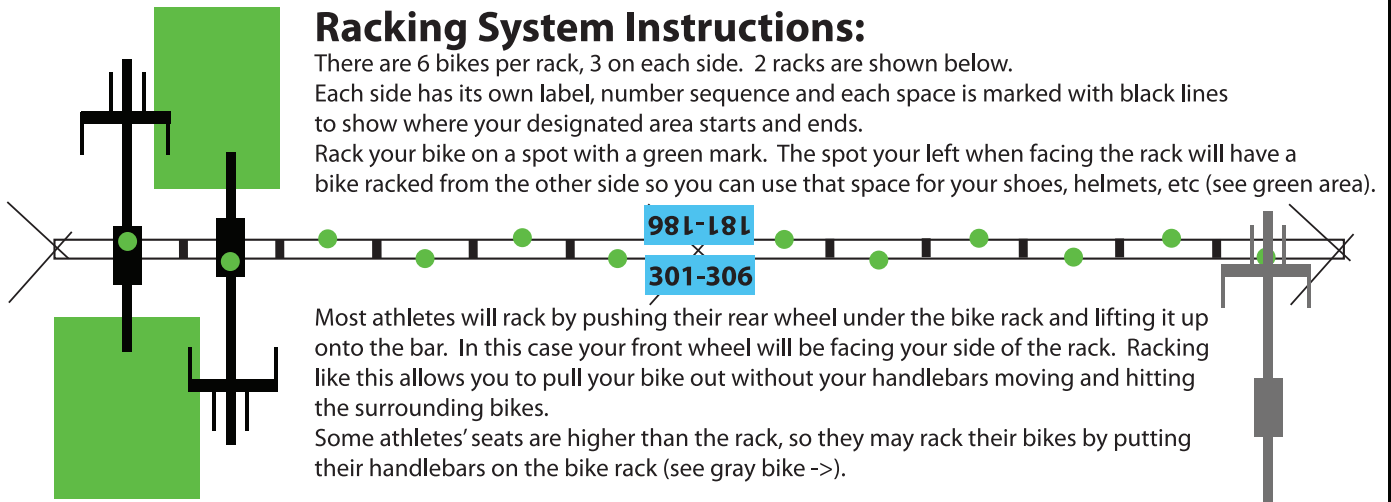 Racking System Instructions:
There are 6 bikes per rack, 3 on each side.  2 racks are shown below.
Each side has its own label, number sequence and each space is marked with black lines
to show where your designated area starts and ends.
Rack your bike on a spot with a green mark.  The spot your left when facing the rack will have a
bike racked from the other side so you can use that space for your shoes, helmets, etc (see green area).
181-186
301-306
Most athletes will rack by pushing their rear wheel under the bike rack and lifting it up
onto the bar.  In this case your front wheel will be facing your side of the rack.  Racking
like this allows you to pull your bike out without your handlebars moving and hitting
the surrounding bikes.
Some athletes' seats are higher than the rack, so they may rack their bikes by putting
their handlebars on the bike rack (see gray bike ->).